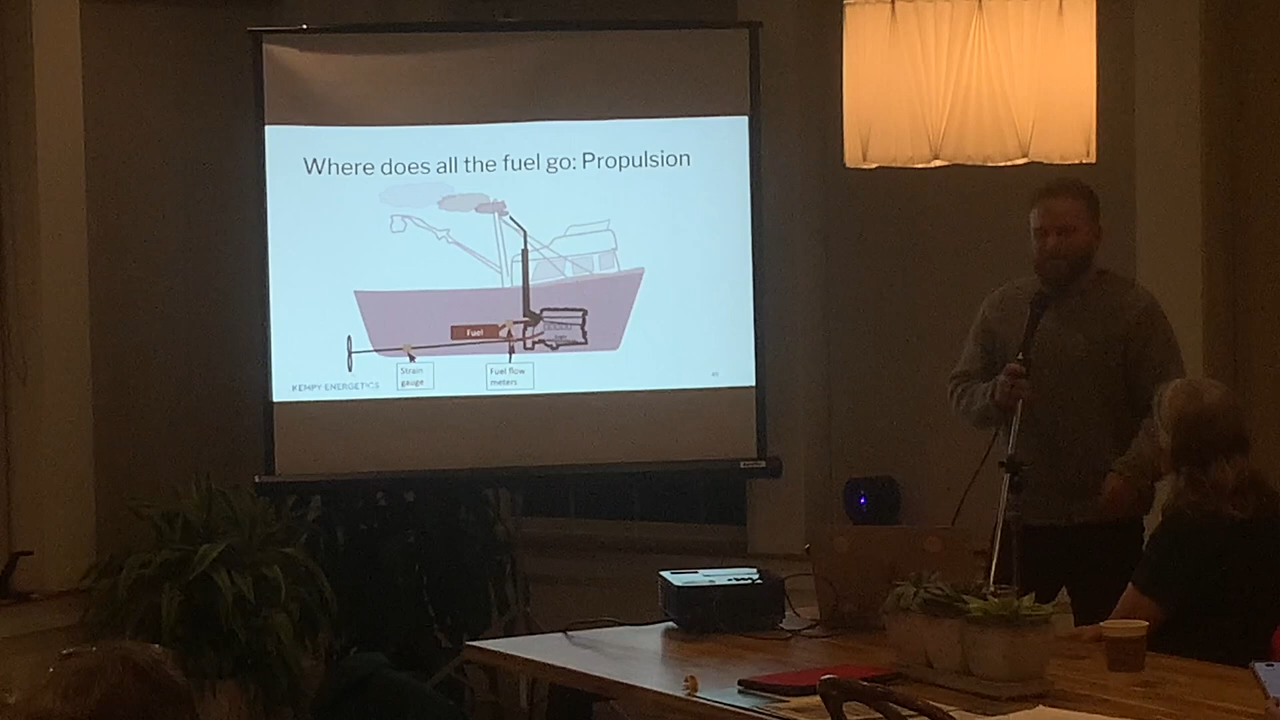 Where does all the fuel go: Propulsion
Fuel
Strain
gauge
Fuel flow
meters
KEMPY ENERGETICS